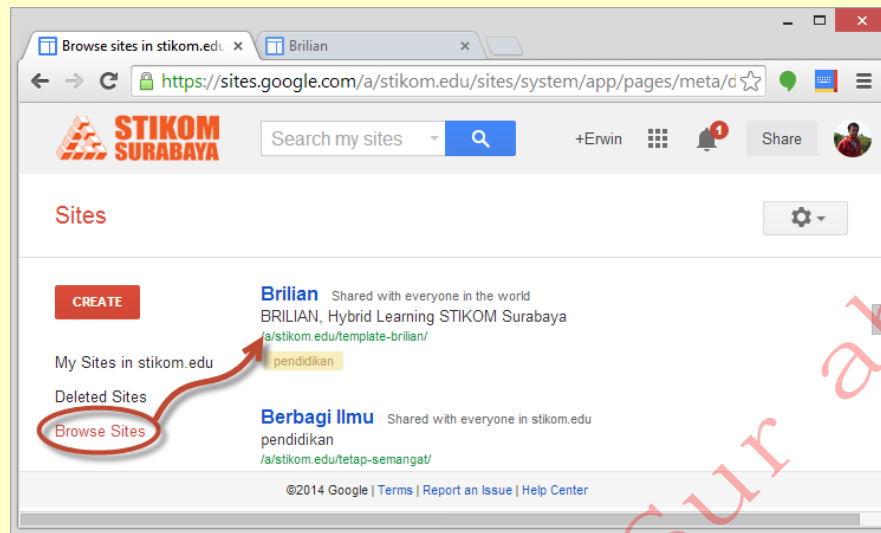 Browse sites in stikom.edu
Brilian
https://sites.google.com/a/stikom.edu/sites/system/app/pages/meta/d
STIKOM
SURABAYA
Search my sites
+Erwin
1
Share
Sites
CREATE
Brilian Shared with everyone in the world
BRILIAN, Hybrid Learning STIKOM Surabaya
/a/stikom.edu/template-brilian/
My Sites in stikom.edu
pendidikan
Deleted Sites
Browse Sites
Berbagi Ilmu Shared with everyone in stikom.edu
pendidikan
/a/stikom.edu/tetap-semangat/
©2014 Google | Terms | Report an Issue | Help Center
Sur